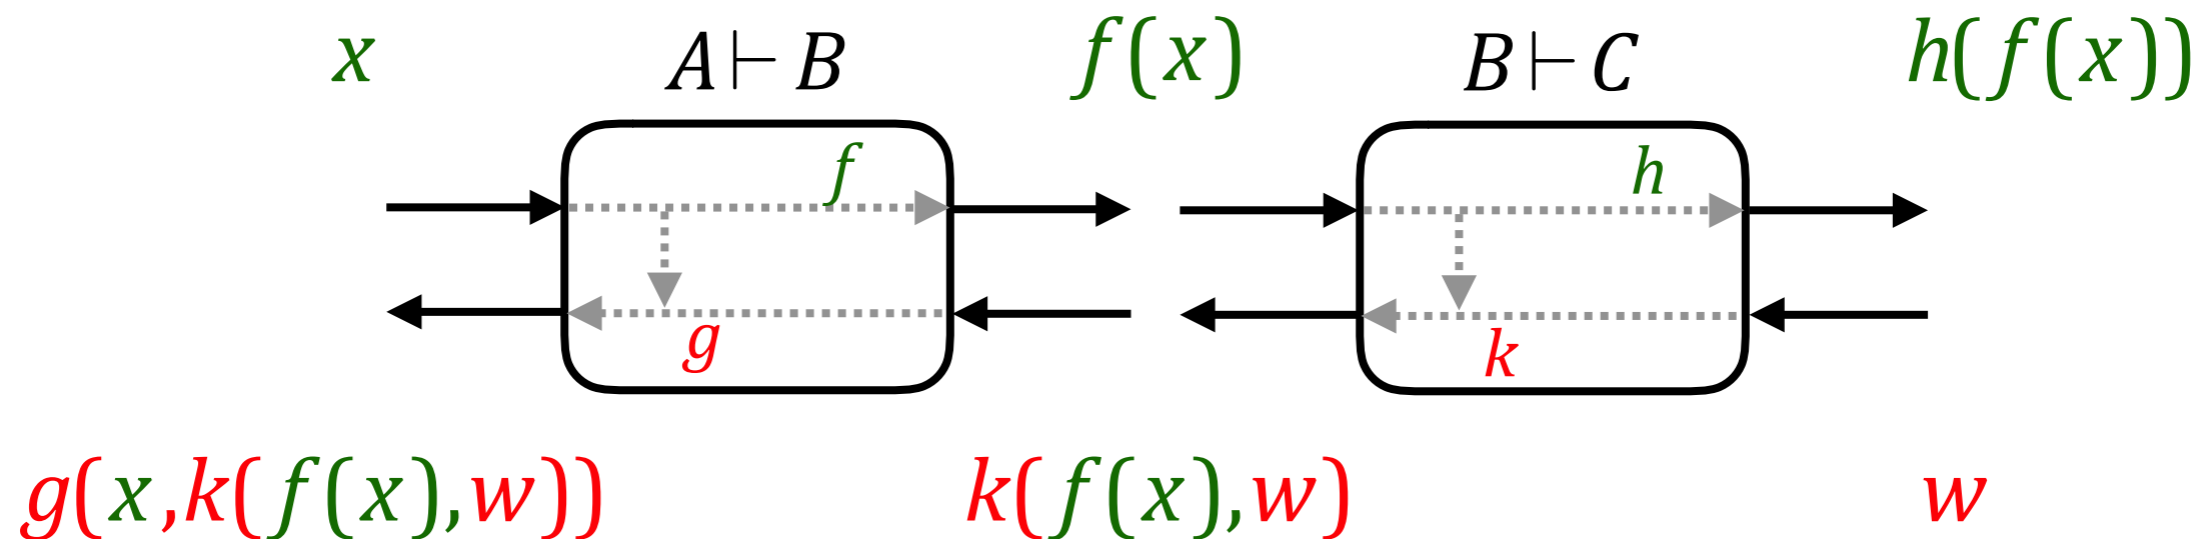 x A ⊢ B f(x) B ⊢ C h(f(x))
f h
g k
g(x,k(f(x),w)) k(f(x),w) w